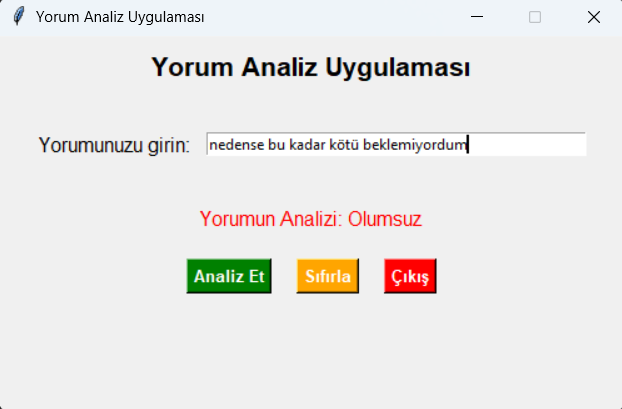 Yorum Analiz Uygulaması
Yorum Analiz Uygulaması
Yorumunuzu girin: nedense bu kadar kötü beklemiyordum
Yorumun Analizi: Olumsuz
Analiz Et Sıfırla Çıkış